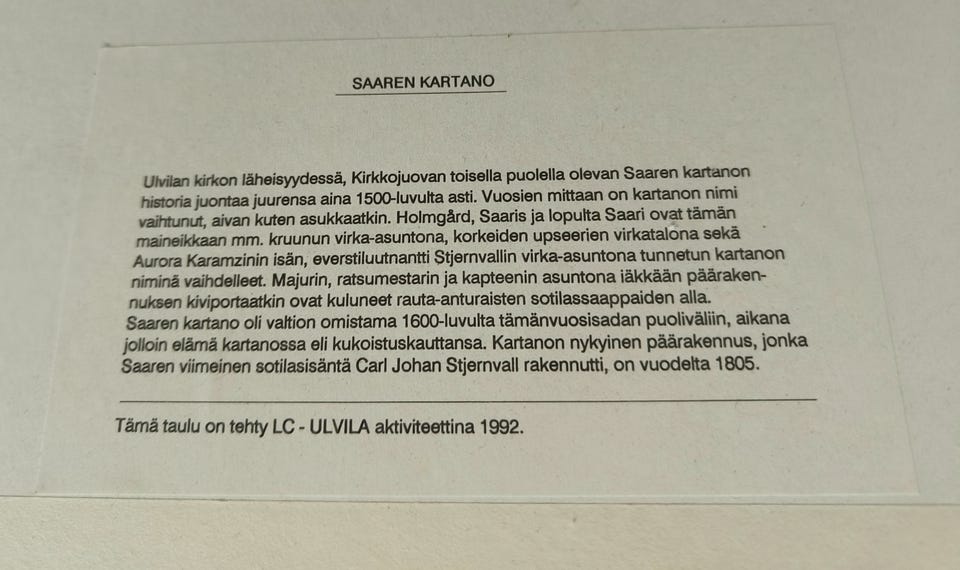 SAAREN KARTANO
Ulvilan kirkon läheisyydessä, Kirkkojuovan toisella puolella olevan Saaren kartanon
historia juontaa juurensa aina 1500-luvulta asti. Vuosien mittaan on kartanon nimi
vaihtunut, aivan kuten asukkaatkin. Holmgård, Saaris ja lopulta Saari ovat tämän
maineikkaan mm. kruunun virka-asuntona, korkeiden upseerien virkatalona sekä
Aurora Karamzinin isän, everstiluutnantti Stjernvallin virka-asuntona tunnetun kartanon
niminä vaihdelleet. Majurin, ratsumestarin ja kapteenin asuntona iäkkään pääraken-
nuksen kiviportaatkin ovat kuluneet rauta-anturaisten sotilassaappaiden alla.
Saaren kartano oli valtion omistama 1600-luvulta tämänvuosisadan puoliväliin, aikana
jolloin elämä kartanossa eli kukoistuskauttansa. Kartanon nykyinen päärakennus, jonka
Saaren viimeinen sotilasisäntä Carl Johan Stjernvall rakennutti, on vuodelta 1805.
Tämä taulu on tehty LC - ULVILA aktiviteettina 1992.